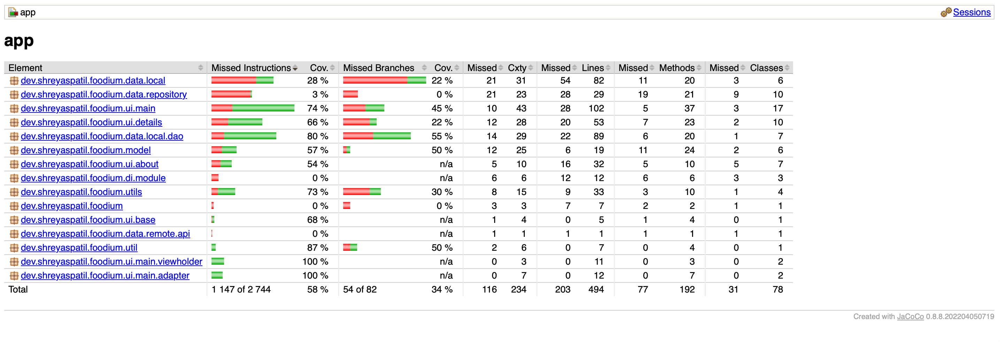 app Sessions
app
Element Missed Instructions Cov. Missed Branches Cov. Missed Cxty Missed Lines Missed Methods Missed Classes
dev.shreyaspatil.foodium.data.local 28 % 22 % 21 31 54 82 11 20 3 6
dev.shreyaspatil.foodium.data.repository 3 % 0 % 21 23 28 29 19 21 9 10
dev.shreyaspatil.foodium.ui.main 74 % 45 % 10 43 28 102 5 37 3 17
dev.shreyaspatil.foodium.ui.details 66 % 22 % 12 28 20 53 7 23 2 10
dev.shreyaspatil.foodium.data.local.dao 80 % 55 % 14 29 22 89 6 20 1 7
dev.shreyaspatil.foodium.model 57 % 50 % 12 25 6 19 11 24 2 6
dev.shreyaspatil.foodium.ui.about 54 % n/a 5 10 16 32 5 10 5 7
dev.shreyaspatil.foodium.di.module 0 % n/a 6 6 12 12 6 6 3 3
dev.shreyaspatil.foodium.utils 73 % 30 % 8 15 9 33 3 10 1 4
dev.shreyaspatil.foodium 0 % 0 % 3 3 7 7 2 2 1 1
dev.shreyaspatil.foodium.ui.base 68 % n/a 1 4 0 5 1 4 0 1
dev.shreyaspatil.foodium.data.remote.api 0 % n/a 1 1 1 1 1 1 1 1
dev.shreyaspatil.foodium.util 87 % 50 % 2 6 0 7 0 4 0 1
dev.shreyaspatil.foodium.ui.main.viewholder 100 % n/a 0 3 0 11 0 3 0 2
dev.shreyaspatil.foodium.ui.main.adapter 100 % n/a 0 7 0 12 0 7 0 2
Total 1 147 of 2 744 58 % 54 of 82 34 % 116 234 203 494 77 192 31 78
Created with JaCoCo 0.8.8.202204050719